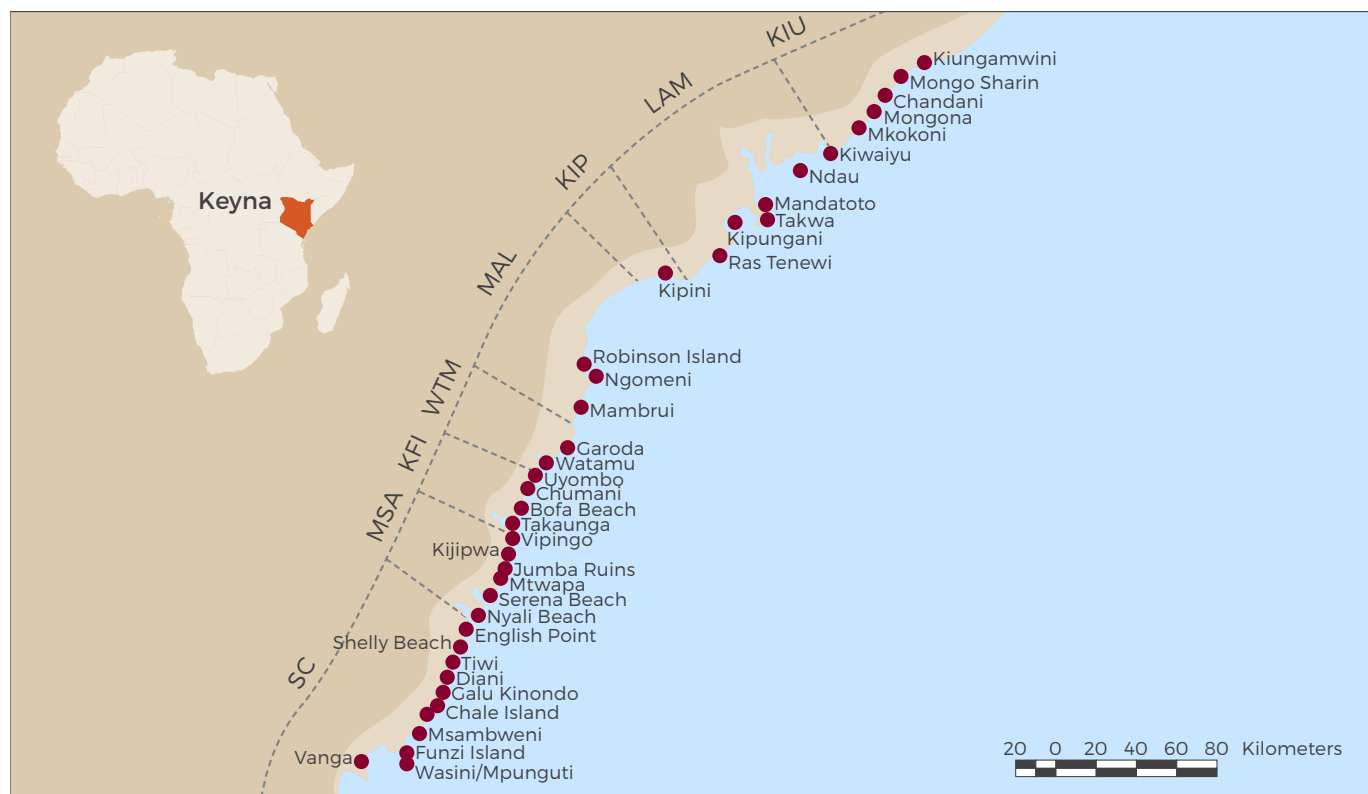 KIU
LAM
KIP
MAL
WTM
KFI
MSA
SC
Keyna
Kiungamwini
Mongo Sharin
Chandani
Mongona
Mkokoni
Kiwaiyu
Ndau
Mandatoto
Takwa
Kipungani
Ras Tenewi
Kipini
Robinson Island
Ngomeni
Mambrui
Garoda
Watamu
Uyombo
Chumani
Bofa Beach
Takaunga
Vipingo
Kijipwa
Jumba Ruins
Mtwapa
Serena Beach
Nyali Beach
English Point
Shelly Beach
Tiwi
Diani
Galu Kinondo
Chale Island
Msambweni
Funzi Island
Vanga
Wasini/Mpunguti
20 0 20 40 60 80 Kilometers